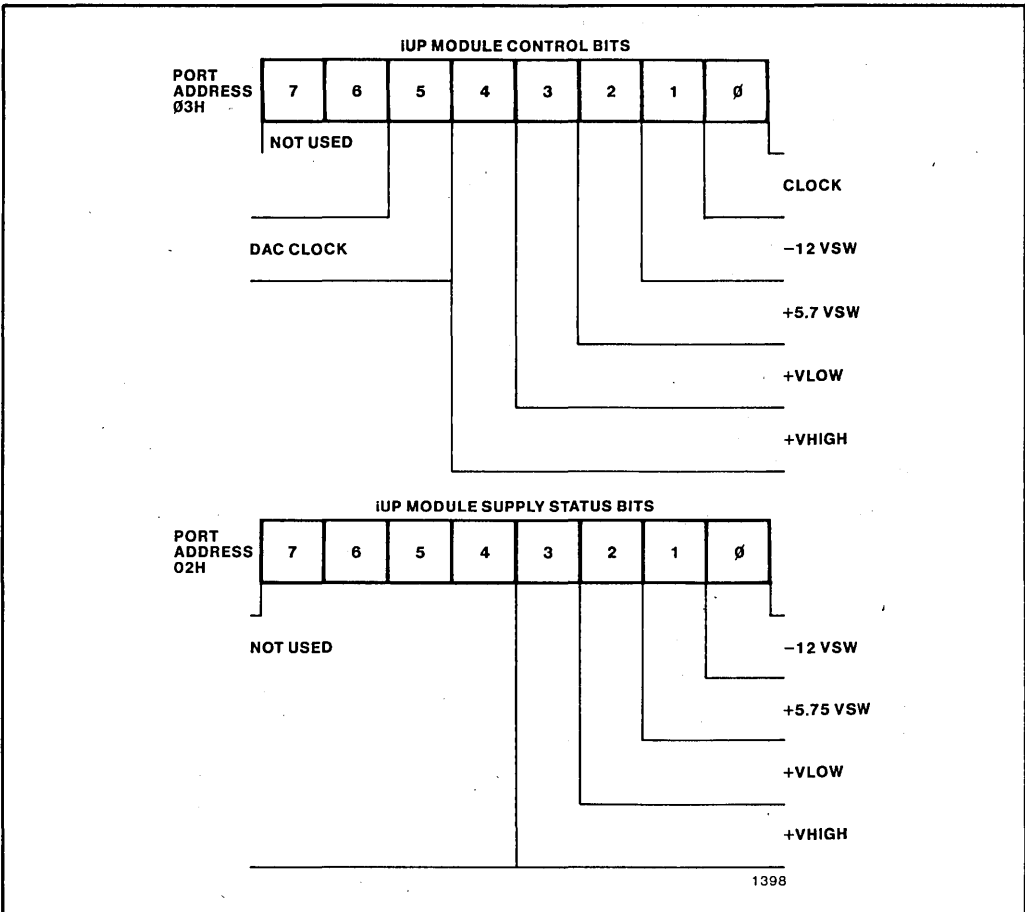 iUP MODULE CONTROL BITS
PORT
ADDRESS
Ø3H
7 6 5 4 3 2 1 Ø
NOT USED
CLOCK
DAC CLOCK
−12 VSW
+5.7 VSW
+VLOW
+VHIGH
iUP MODULE SUPPLY STATUS BITS
PORT
ADDRESS
02H
7 6 5 4 3 2 1 Ø
NOT USED
−12 VSW
+5.75 VSW
+VLOW
+VHIGH
1398